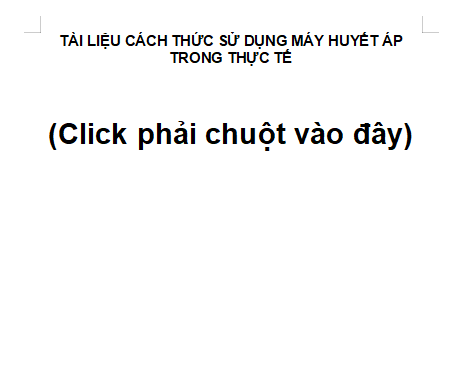 TÀI LIỆU CÁCH THỨC SỬ DỤNG MÁY HUYẾT ÁP
TRONG THỰC TẾ
(Click phải chuột vào đây)